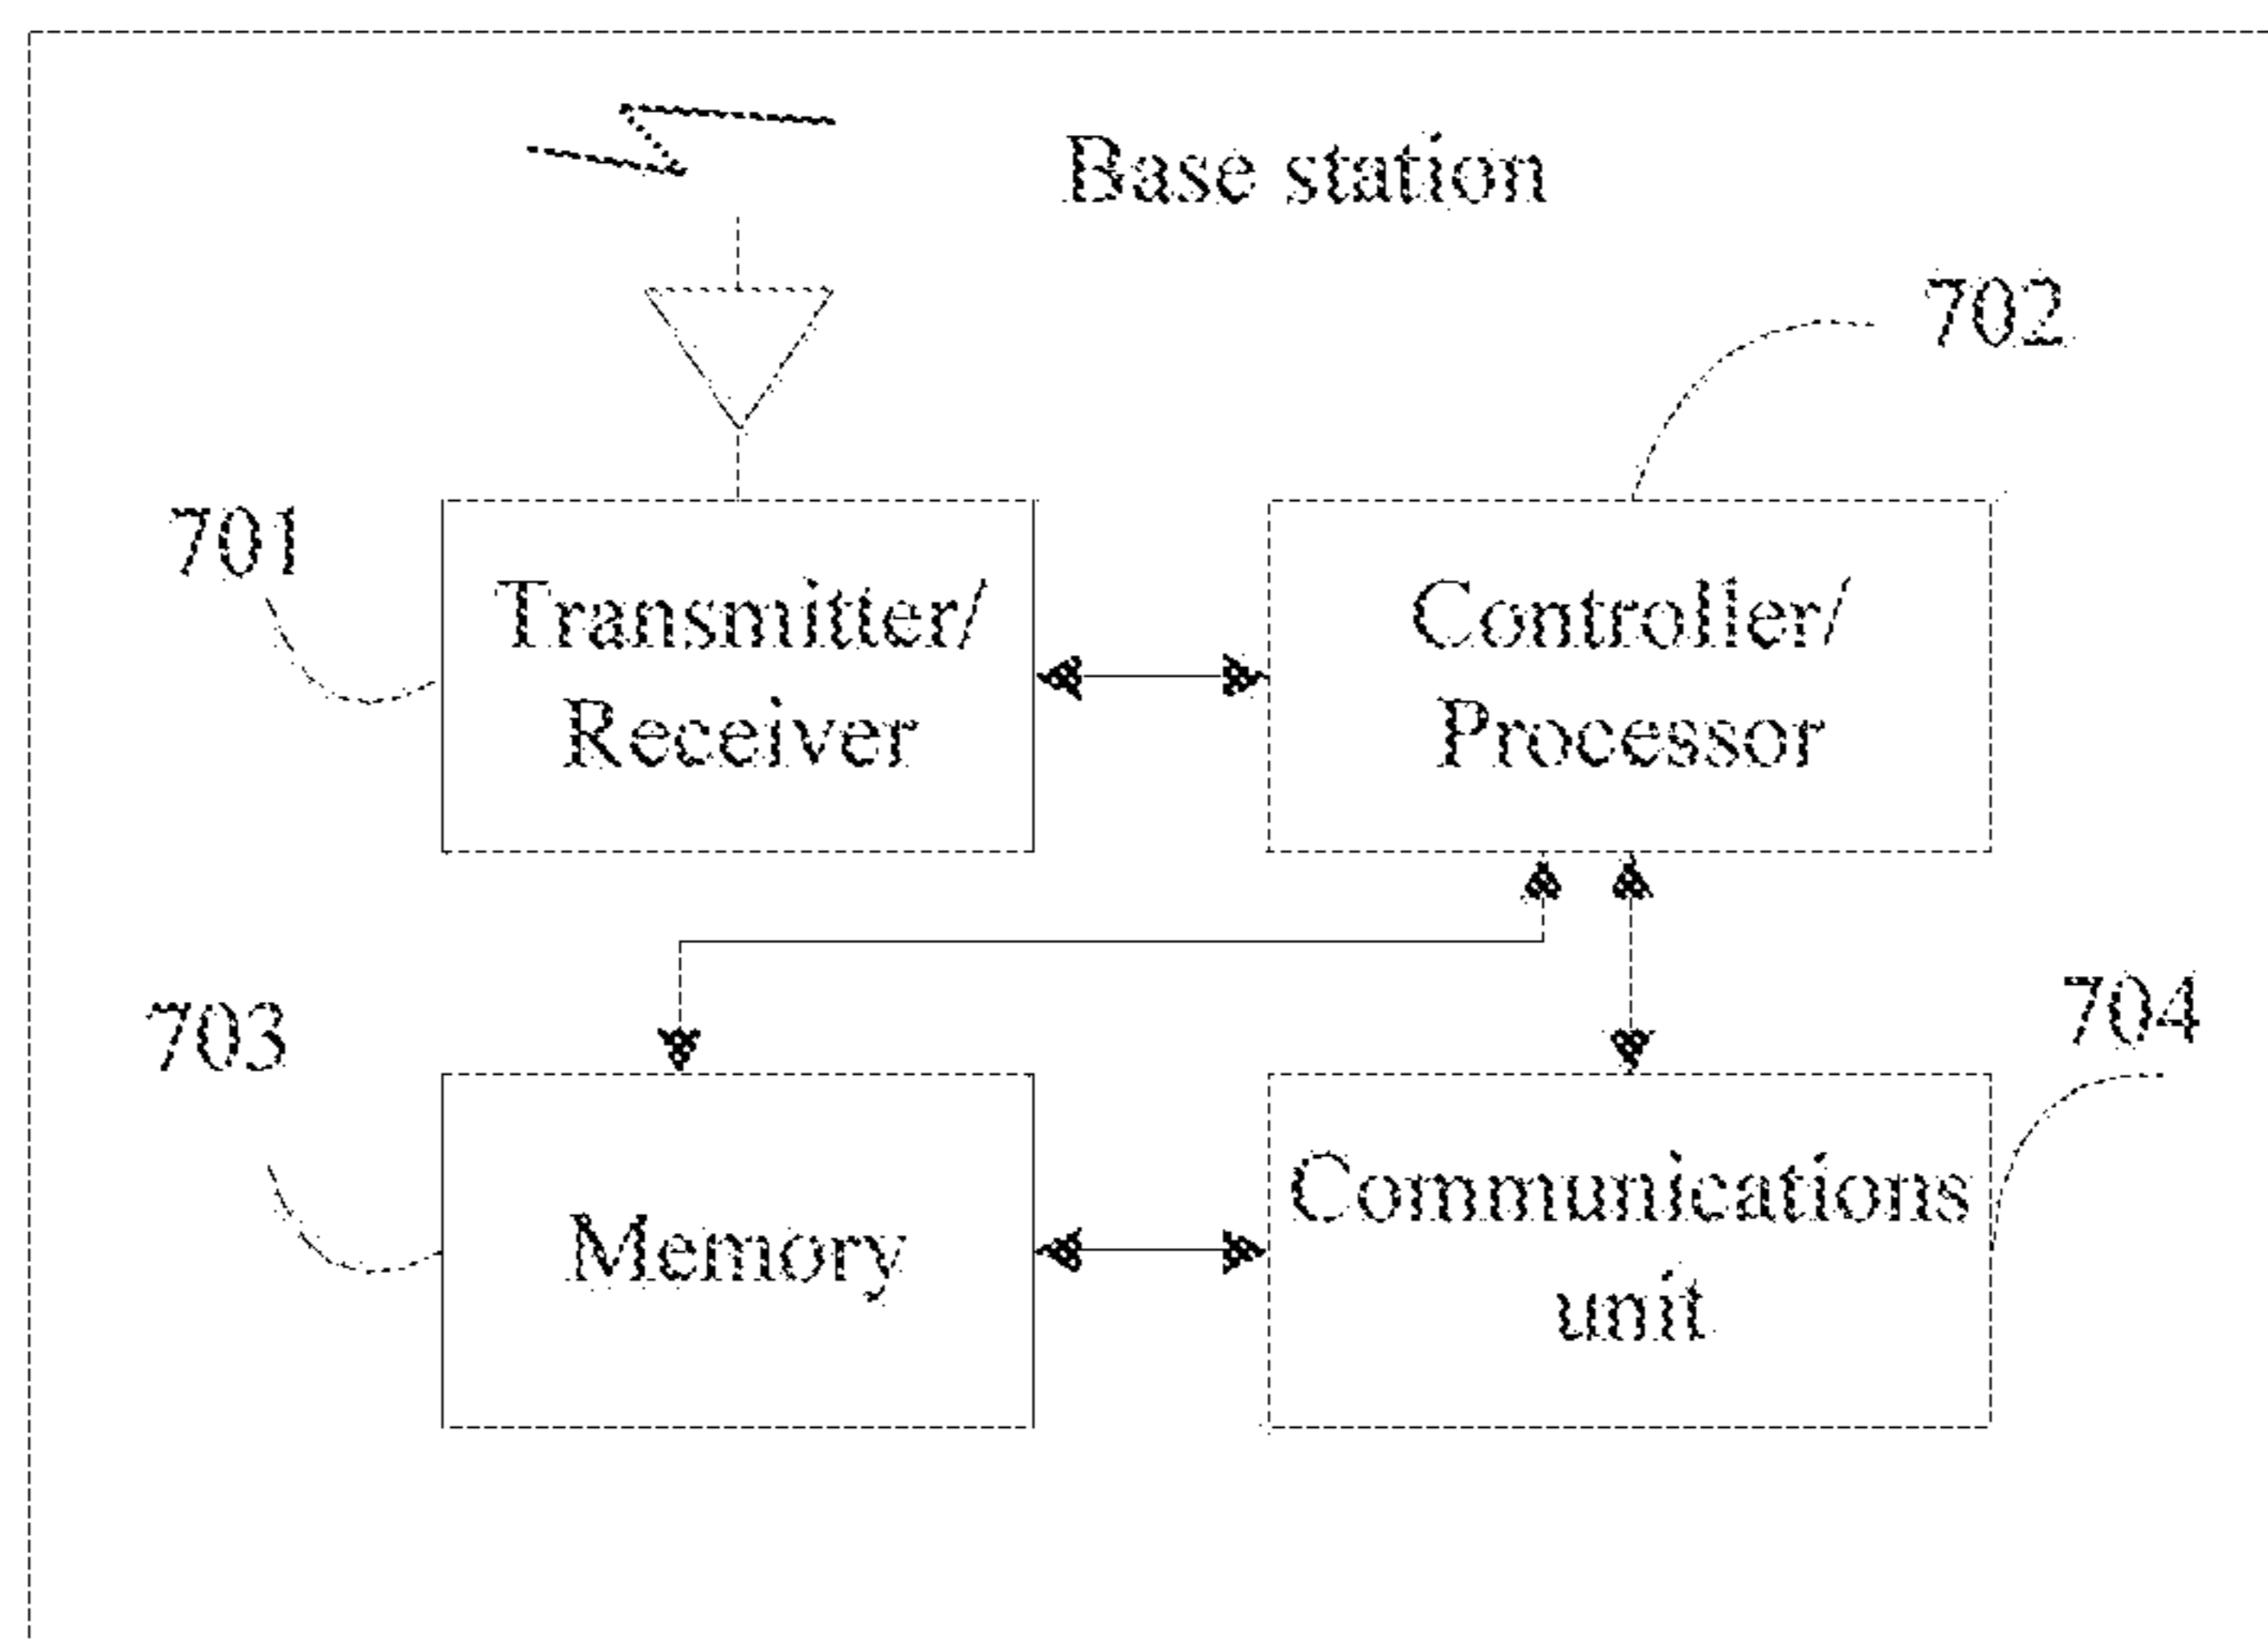 Base station
702
701
Transmitter/
Receiver
Controller/
Processor
703
704
Memory
Communications
unit